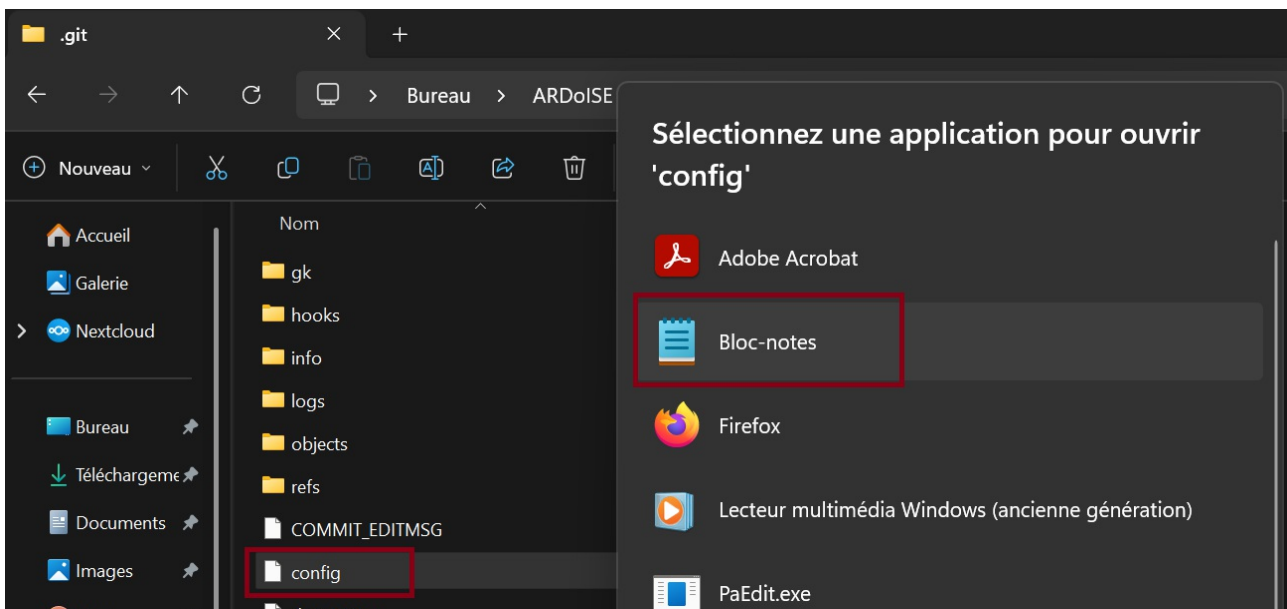 .git
Bureau > ARDoISE
Sélectionnez une application pour ouvrir
'config'
Nouveau
Nom
Accueil
Galerie
Nextcloud
Bureau
Téléchargeme
Documents
Images
gk
hooks
info
logs
objects
refs
COMMIT_EDITMSG
config
Adobe Acrobat
Bloc-notes
Firefox
Lecteur multimédia Windows (ancienne génération)
PaEdit.exe